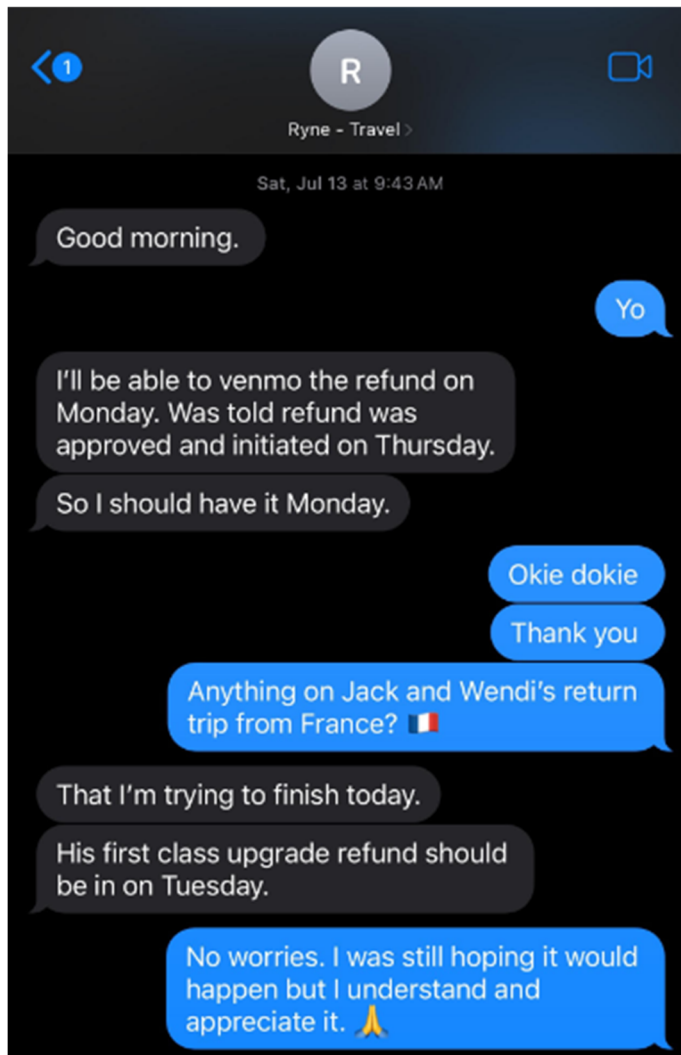 1
R
Ryne - Travel >
Sat, Jul 13 at 9:43 AM
Good morning.
Yo
I'll be able to venmo the refund on
Monday. Was told refund was
approved and initiated on Thursday.
So I should have it Monday.
Okie dokie
Thank you
Anything on Jack and Wendi's return
trip from France? 🇫🇷
That I'm trying to finish today.
His first class upgrade refund should
be in on Tuesday.
No worries. I was still hoping it would
happen but I understand and
appreciate it. 🙏